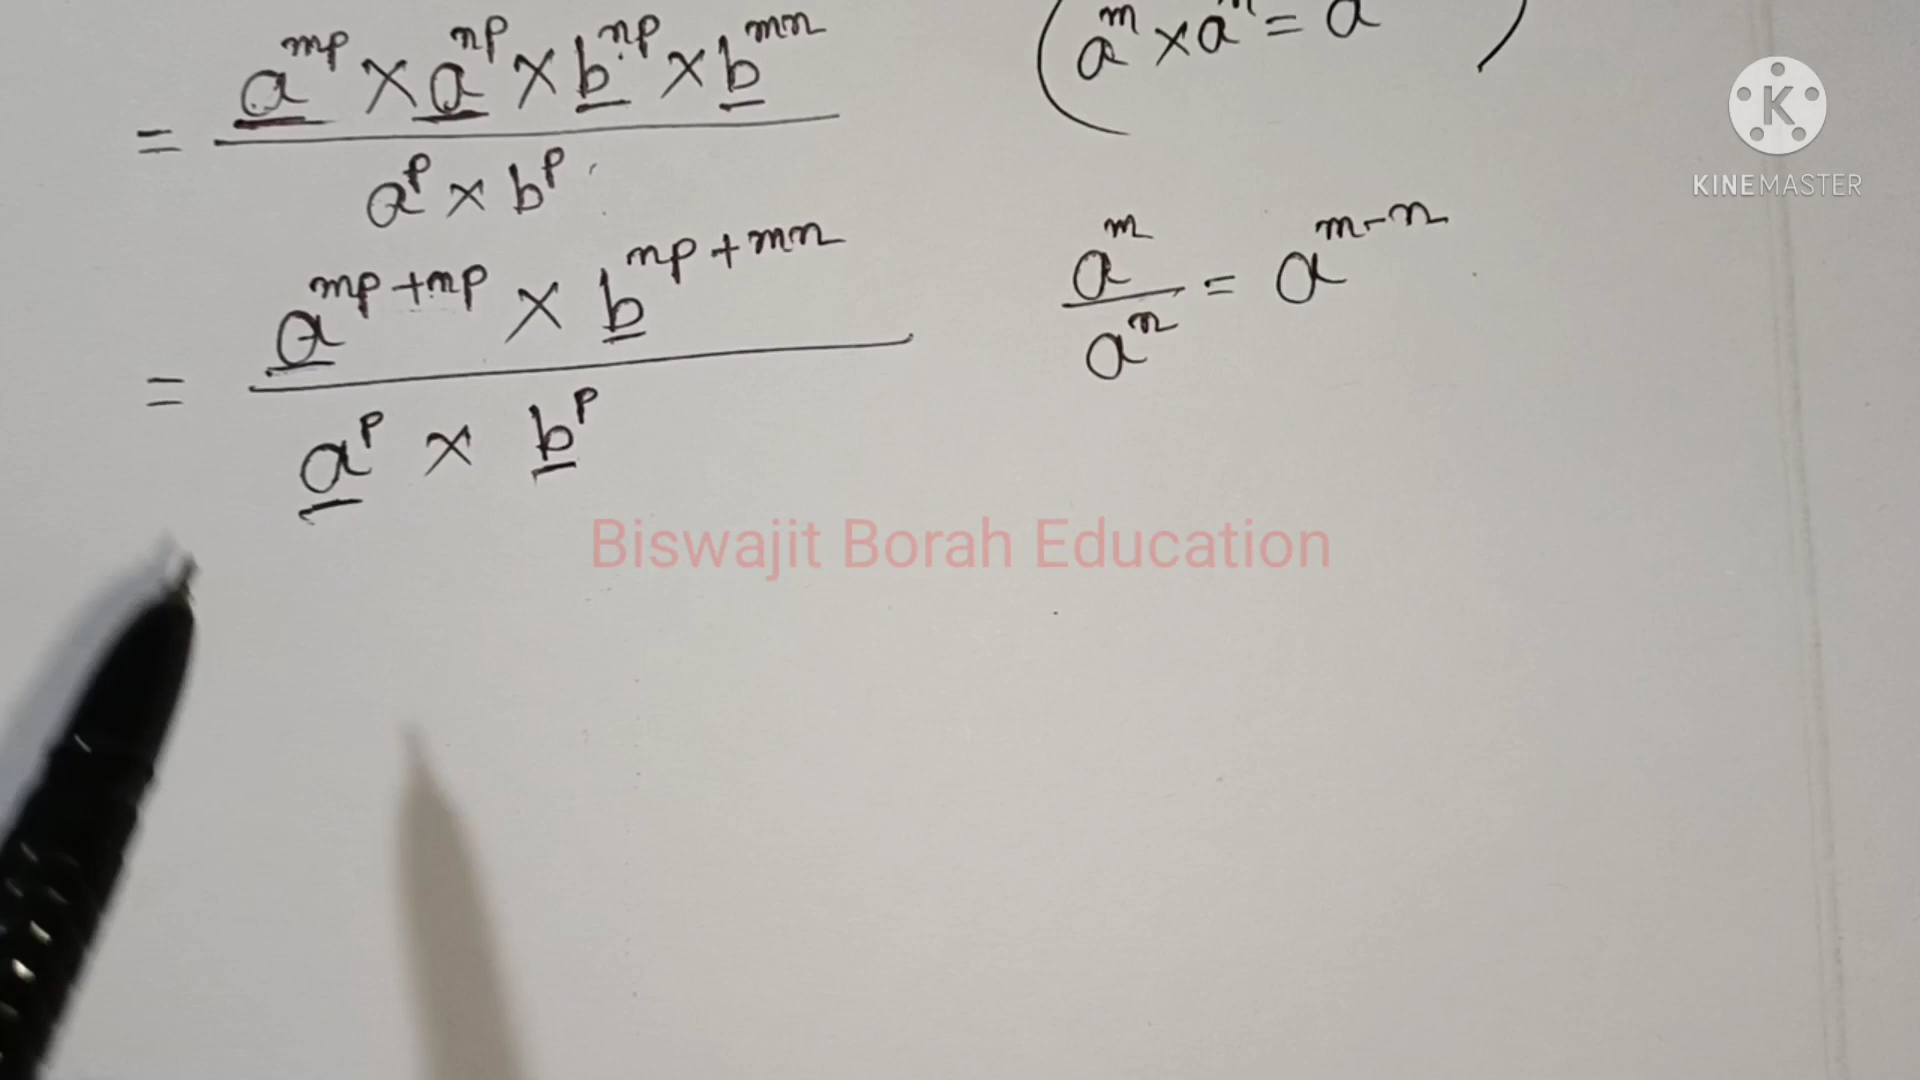 = a^mp × a^np × b^np × b^mn / a^p × b^p
(a^m × a^n = a )
= a^mp+np × b^np+mn / a^p × b^p
a^m / a^n = a^m-n
KINEMASTER
Biswajit Borah Education